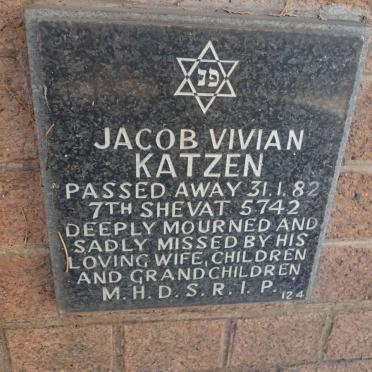 פנ
JACOB VIVIAN
KATZEN
PASSED AWAY 31.1.82
7TH SHEVAT 5742
DEEPLY MOURNED AND
SADLY MISSED BY HIS
LOVING WIFE, CHILDREN
AND GRANDCHILDREN
M.H.D.S.R.I.P.
124